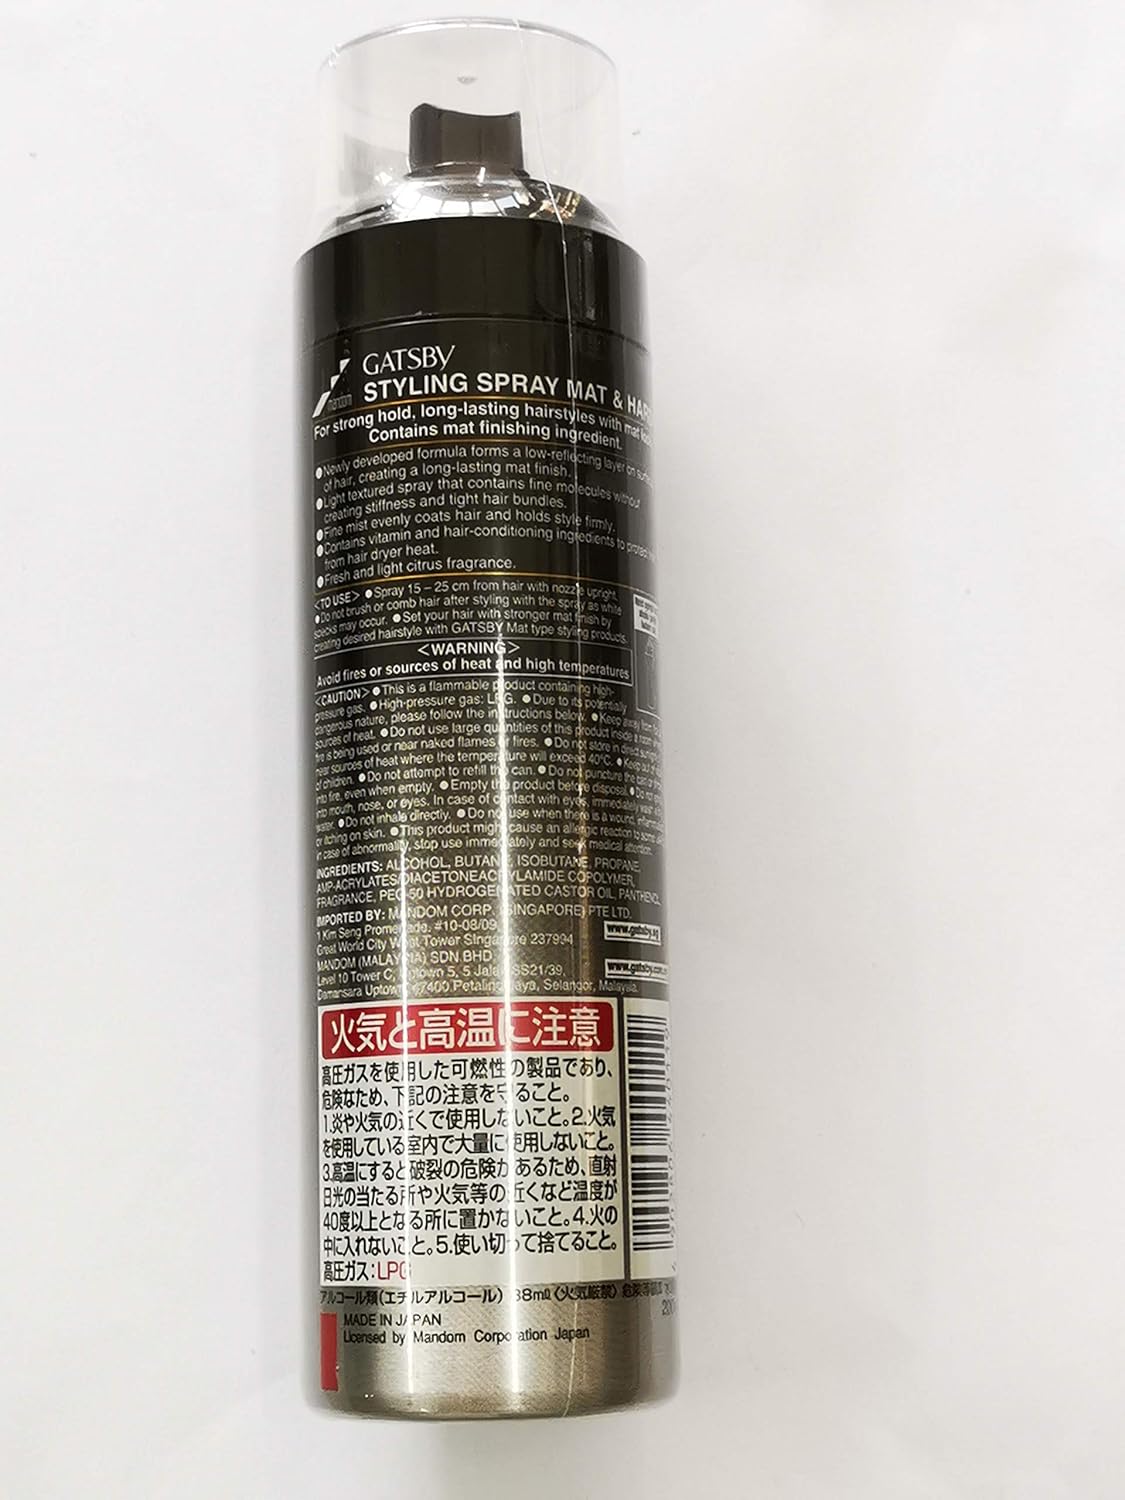 GATSBY
mandom
STYLING SPRAY MAT & HAR
For strong hold, long-lasting hairstyles with mat
Contains mat finishing ingredient.
●Newly developed formula forms a low-reflecting layer on
of hair, creating a long-lasting mat finish.
●Light textured spray that contains fine molecules without
creating stiffness and tight hair bundles.
●Fine mist evenly coats hair and holds style firmly.
●Contains vitamin and hair-conditioning ingredients to protect
from hair dryer heat.
●Fresh and light citrus fragrance.
<TO USE> ●Spray 15 – 25 cm from hair with nozzle upright.
●Do not brush or comb hair after styling with the spray as white
specks may occur. ●Set your hair with stronger mat finish by
creating desired hairstyle with GATSBY Mat type styling products.
<WARNING>
Avoid fires or sources of heat and high temperatures
<CAUTION> ●This is a flammable product containing high-
pressure gas. ●High-pressure gas: LPG. ●Due to its potentially
dangerous nature, please follow the instructions below. ●Keep away from
sources of heat. ●Do not use large quantities of this product inside a room
fire is being used or near naked flames or fires. ●Do not store in direct
near sources of heat where the temperature will exceed 40°C. ●Keep out of
of children. ●Do not attempt to refill the can. ●Do not puncture the can or
into fire, even when empty. ●Empty the product before disposal. ●Do not
into mouth, nose, or eyes. In case of contact with eyes, immediately
water. ●Do not inhale directly. ●Do not use when there is a wound,
or itching on skin. ●This product might cause an allergic reaction to
in case of abnormality, stop use immediately and seek medical attention.
INGREDIENTS: ALCOHOL, BUTANE, ISOBUTANE, PROPANE,
AMP-ACRYLATES/DIACETONEACRYLAMIDE COPOLYMER,
FRAGRANCE, PEG-50 HYDROGENATED CASTOR OIL, PANTHENOL
IMPORTED BY: MANDOM CORP. (SINGAPORE) PTE LTD.
1 Kim Seng Promenade, #10-08/09,
Great World City West Tower Singapore 237994
www.gatsby.sg
MANDOM (MALAYSIA) SDN BHD
Level 10 Tower C, Uptown 5, 5 Jalan SS21/39,
www.gatsby.com
Damansara Uptown 47400 Petaling Jaya, Selangor, Malaysia.
火気と高温に注意
高圧ガスを使用した可燃性の製品であり、
危険なため、下記の注意を守ること。
1.炎や火気の近くで使用しないこと。2.火気
を使用している室内で大量に使用しないこと。
3.高温にすると破裂の危険があるため、直射
日光の当たる所や火気等の近くなど温度が
40度以上となる所に置かないこと。4.火の
中に入れないこと。5.使い切って捨てること。
高圧ガス:LPG
アルコール類(エチルアルコール) 38ml〈火気厳禁〉危険等級
MADE IN JAPAN
Licensed by Mandom Corporation Japan